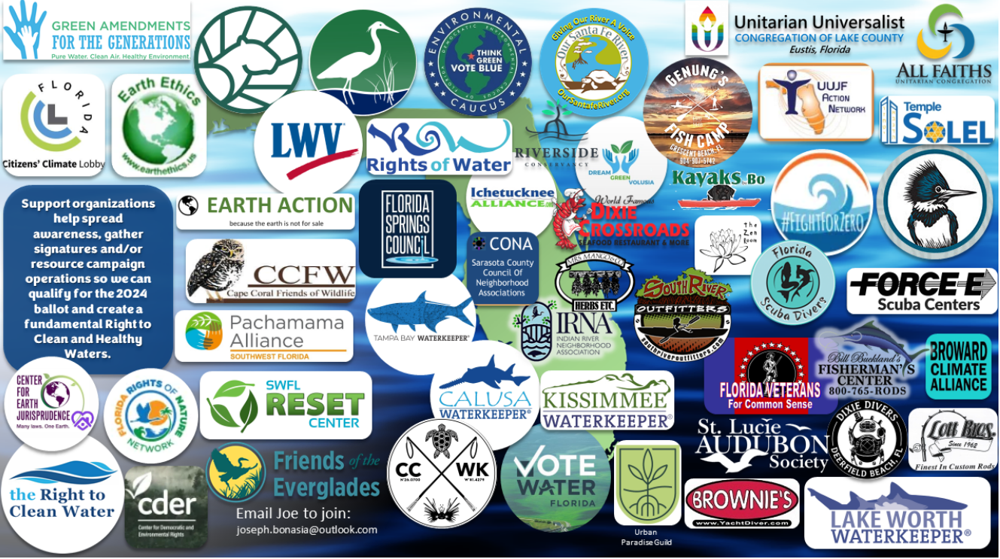 GREEN AMENDMENTS
FOR THE GENERATIONS
Pure Water. Clean Air. Healthy Environment.
ENVIRONMENTAL
CAUCUS
DEMOCRATIC ENVIRONMENTAL CAUCUS OF FLORIDA
THINK
GREEN
VOTE BLUE
Giving Our River A Voice
Our Santa Fe River
OurSantafeRiver.org
Unitarian Universalist
CONGREGATION OF LAKE COUNTY
Eustis, Florida
ALL FAITHS
UNITARIAN CONGREGATION
FLORIDA
Citizens' Climate Lobby
Earth Ethics
www.earthethics.us
LWV®
Rights of Water
RIVERSIDE
CONSERVANCY
DREAM
GREEN
VOLUSIA
GENUNG'S
FISH CAMP
CRESCENT BEACH-FL
904-907-5742
UUJF
ACTION
NETWORK
Temple
SOLEL
Support organizations
help spread
awareness, gather
signatures and/or
resource campaign
operations so we can
qualify for the 2024
ballot and create a
fundamental Right to
Clean and Healthy
Waters.
EARTH ACTION
because the earth is not for sale
FLORIDA
SPRINGS
COUNCIL
Ichetucknee
ALLIANCE
World Famous
DIXIE
CROSSROADS
SEAFOOD RESTAURANT & MORE
Kayaks by Bo
the
Zen
Room
#FIGHTFORZERO
CCFW
Cape Coral Friends of Wildlife
CONA
Sarasota County
Council Of
Neighborhood
Associations
MRS. MANGO & CO.
HERBS ETC.
SOUTH RIVER
OUTFITTERS
southriveroutfitters.com
Florida
Scuba Divers
FORCE-E
Scuba Centers
Pachamama
Alliance
SOUTHWEST FLORIDA
TAMPA BAY WATERKEEPER®
IRNA
INDIAN RIVER
NEIGHBORHOOD
ASSOCIATION
FLORIDA VETERANS
For Common Sense
Bill Buckland's
FISHERMAN'S
CENTER
800-765-RODS
BROWARD
CLIMATE
ALLIANCE
CENTER
FOR
EARTH
JURISPRUDENCE
Many laws. One Earth.
FLORIDA RIGHTS OF NATURE
NETWORK
SWFL
RESET
CENTER
CALUSA
WATERKEEPER®
KISSIMMEE
WATERKEEPER®
St. Lucie
AUDUBON
Society
DIXIE DIVERS
DEERFIELD BEACH, FL
Lott Bros.
Since 1962
Finest In Custom Rods
the Right to
Clean Water
cder
Center for Democratic and
Environmental Rights
Friends of the
Everglades
Email Joe to join:
joseph.bonasia@outlook.com
CC WK
N°26.0700 W°81.4279
VOTE
WATER
FLORIDA
Urban
Paradise Guild
BROWNIE'S
www.YachtDiver.com
LAKE WORTH
WATERKEEPER®